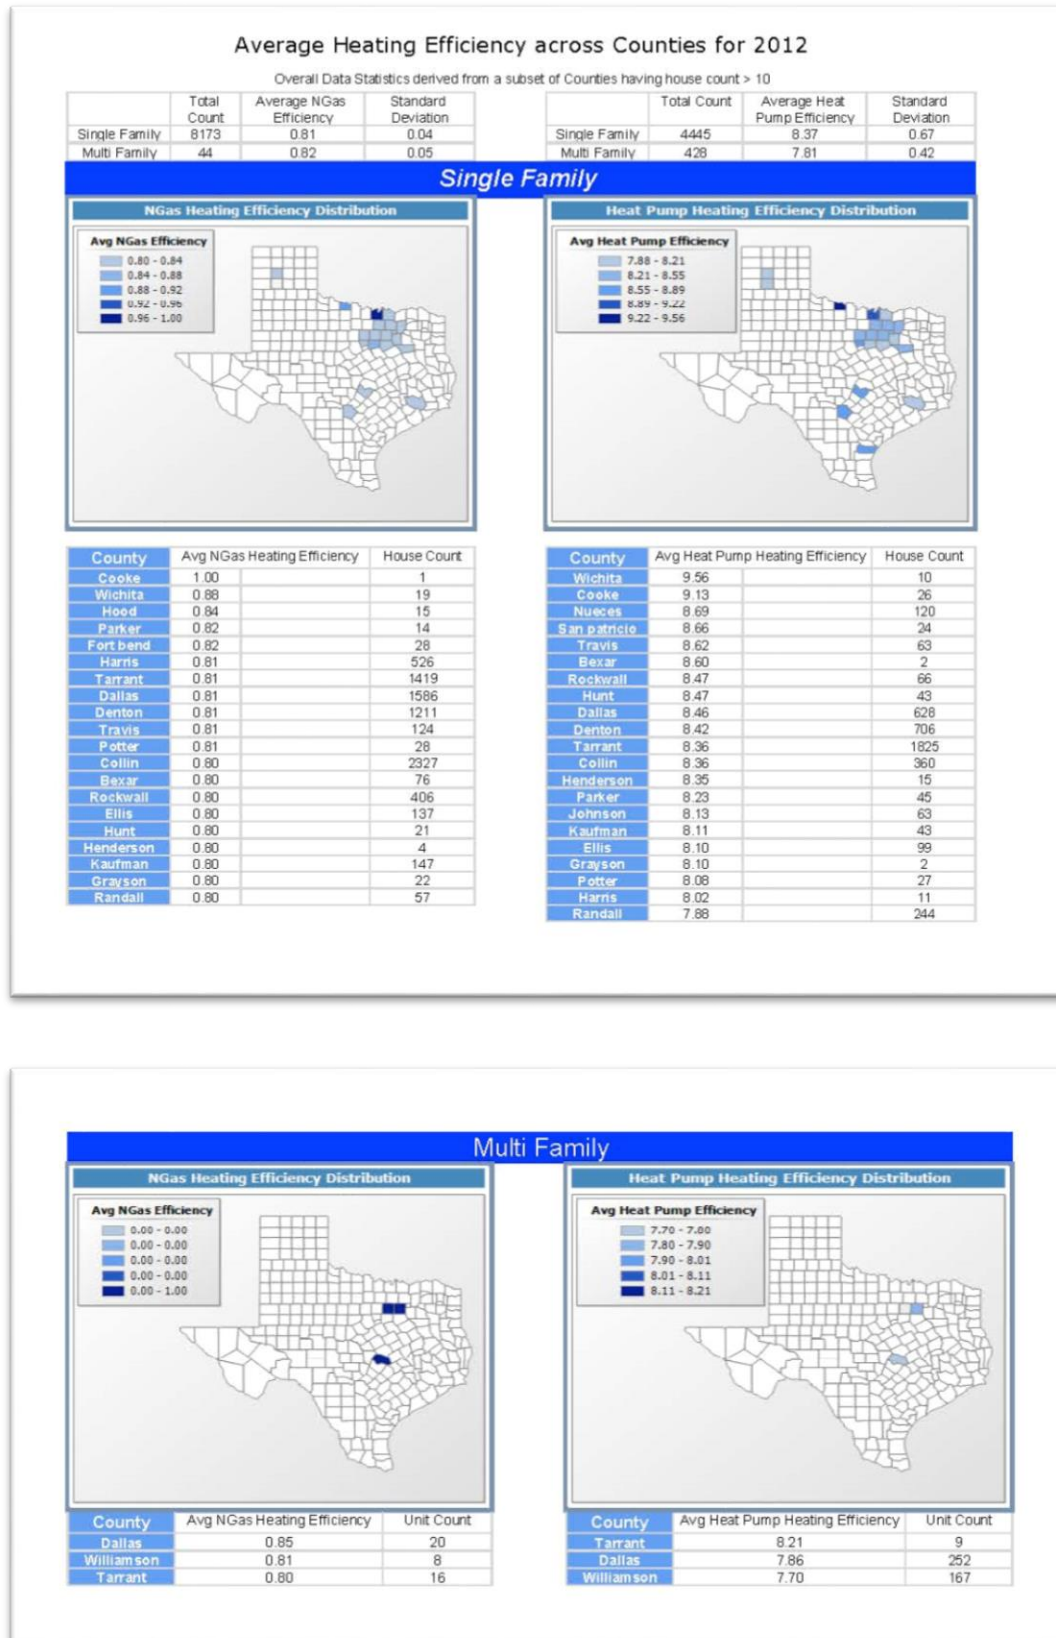 Average Heating Efficiency across Counties for 2012
Overall Data Statistics derived from a subset of Counties having house count > 10
Total Count Average NGas Efficiency Standard Deviation
Single Family 8173 0.81 0.04
Multi Family 44 0.82 0.05
Total Count Average Heat Pump Efficiency Standard Deviation
Single Family 4445 8.37 0.67
Multi Family 428 7.81 0.42
Single Family
NGas Heating Efficiency Distribution
Avg NGas Efficiency
0.80 - 0.84
0.84 - 0.88
0.88 - 0.92
0.92 - 0.96
0.96 - 1.00
Heat Pump Heating Efficiency Distribution
Avg Heat Pump Efficiency
7.88 - 8.21
8.21 - 8.55
8.55 - 8.89
8.89 - 9.22
9.22 - 9.56
County Avg NGas Heating Efficiency House Count
Cooke 1.00 1
Wichita 0.88 19
Hood 0.84 15
Parker 0.82 14
Fort bend 0.82 28
Harris 0.81 526
Tarrant 0.81 1419
Dallas 0.81 1586
Denton 0.81 1211
Travis 0.81 124
Potter 0.81 28
Collin 0.80 2327
Bexar 0.80 76
Rockwall 0.80 406
Ellis 0.80 137
Hunt 0.80 21
Henderson 0.80 4
Kaufman 0.80 147
Grayson 0.80 22
Randall 0.80 57
County Avg Heat Pump Heating Efficiency House Count
Wichita 9.56 10
Cooke 9.13 26
Nueces 8.69 120
San patricio 8.66 24
Travis 8.62 63
Bexar 8.60 2
Rockwall 8.47 66
Hunt 8.47 43
Dallas 8.46 628
Denton 8.42 706
Tarrant 8.36 1825
Collin 8.36 360
Henderson 8.35 15
Parker 8.23 45
Johnson 8.13 63
Kaufman 8.11 43
Ellis 8.10 99
Grayson 8.10 2
Potter 8.08 27
Harris 8.02 11
Randall 7.88 244
Multi Family
NGas Heating Efficiency Distribution
Avg NGas Efficiency
0.00 - 0.00
0.00 - 0.00
0.00 - 0.00
0.00 - 0.00
0.00 - 1.00
Heat Pump Heating Efficiency Distribution
Avg Heat Pump Efficiency
7.70 - 7.80
7.80 - 7.90
7.90 - 8.01
8.01 - 8.11
8.11 - 8.21
County Avg NGas Heating Efficiency Unit Count
Dallas 0.85 20
Williamson 0.81 8
Tarrant 0.80 16
County Avg Heat Pump Heating Efficiency Unit Count
Tarrant 8.21 9
Dallas 7.86 252
Williamson 7.70 167